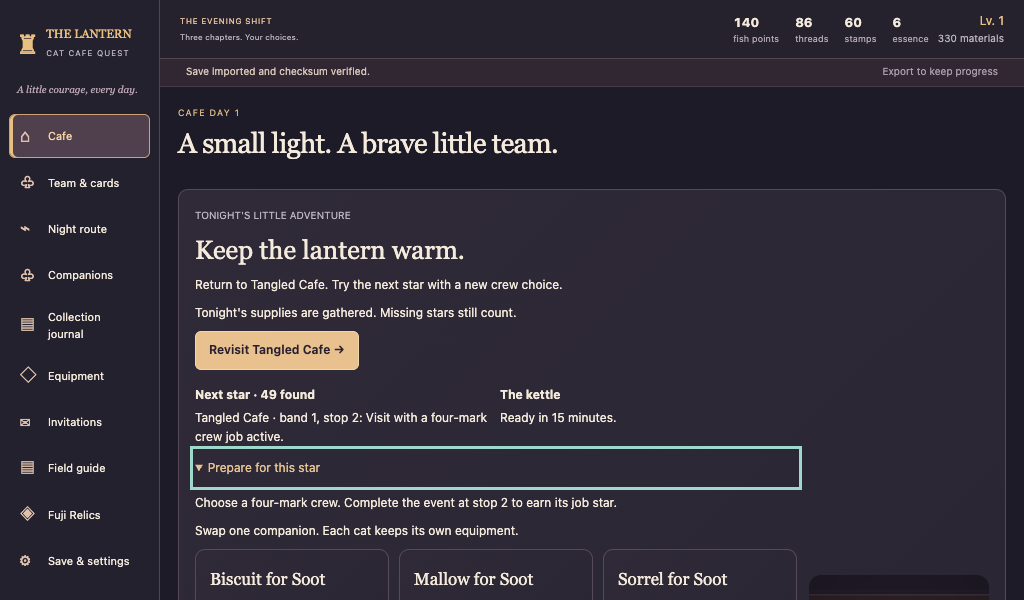 THE LANTERN
CAT CAFE QUEST
A little courage, every day.
Cafe
Team & cards
Night route
Companions
Collection
journal
Equipment
Invitations
Field guide
Fuji Relics
Save & settings
THE EVENING SHIFT
Three chapters. Your choices.
140 fish points
86 threads
60 stamps
6 essence
Lv. 1
330 materials
Save imported and checksum verified.
Export to keep progress
CAFE DAY 1
A small light. A brave little team.
TONIGHT'S LITTLE ADVENTURE
Keep the lantern warm.
Return to Tangled Cafe. Try the next star with a new crew choice.
Tonight's supplies are gathered. Missing stars still count.
Revisit Tangled Cafe →
Next star · 49 found
Tangled Cafe · band 1, stop 2: Visit with a four-mark
crew job active.
The kettle
Ready in 15 minutes.
▾ Prepare for this star
Choose a four-mark crew. Complete the event at stop 2 to earn its job star.
Swap one companion. Each cat keeps its own equipment.
Biscuit for Soot
Mallow for Soot
Sorrel for Soot